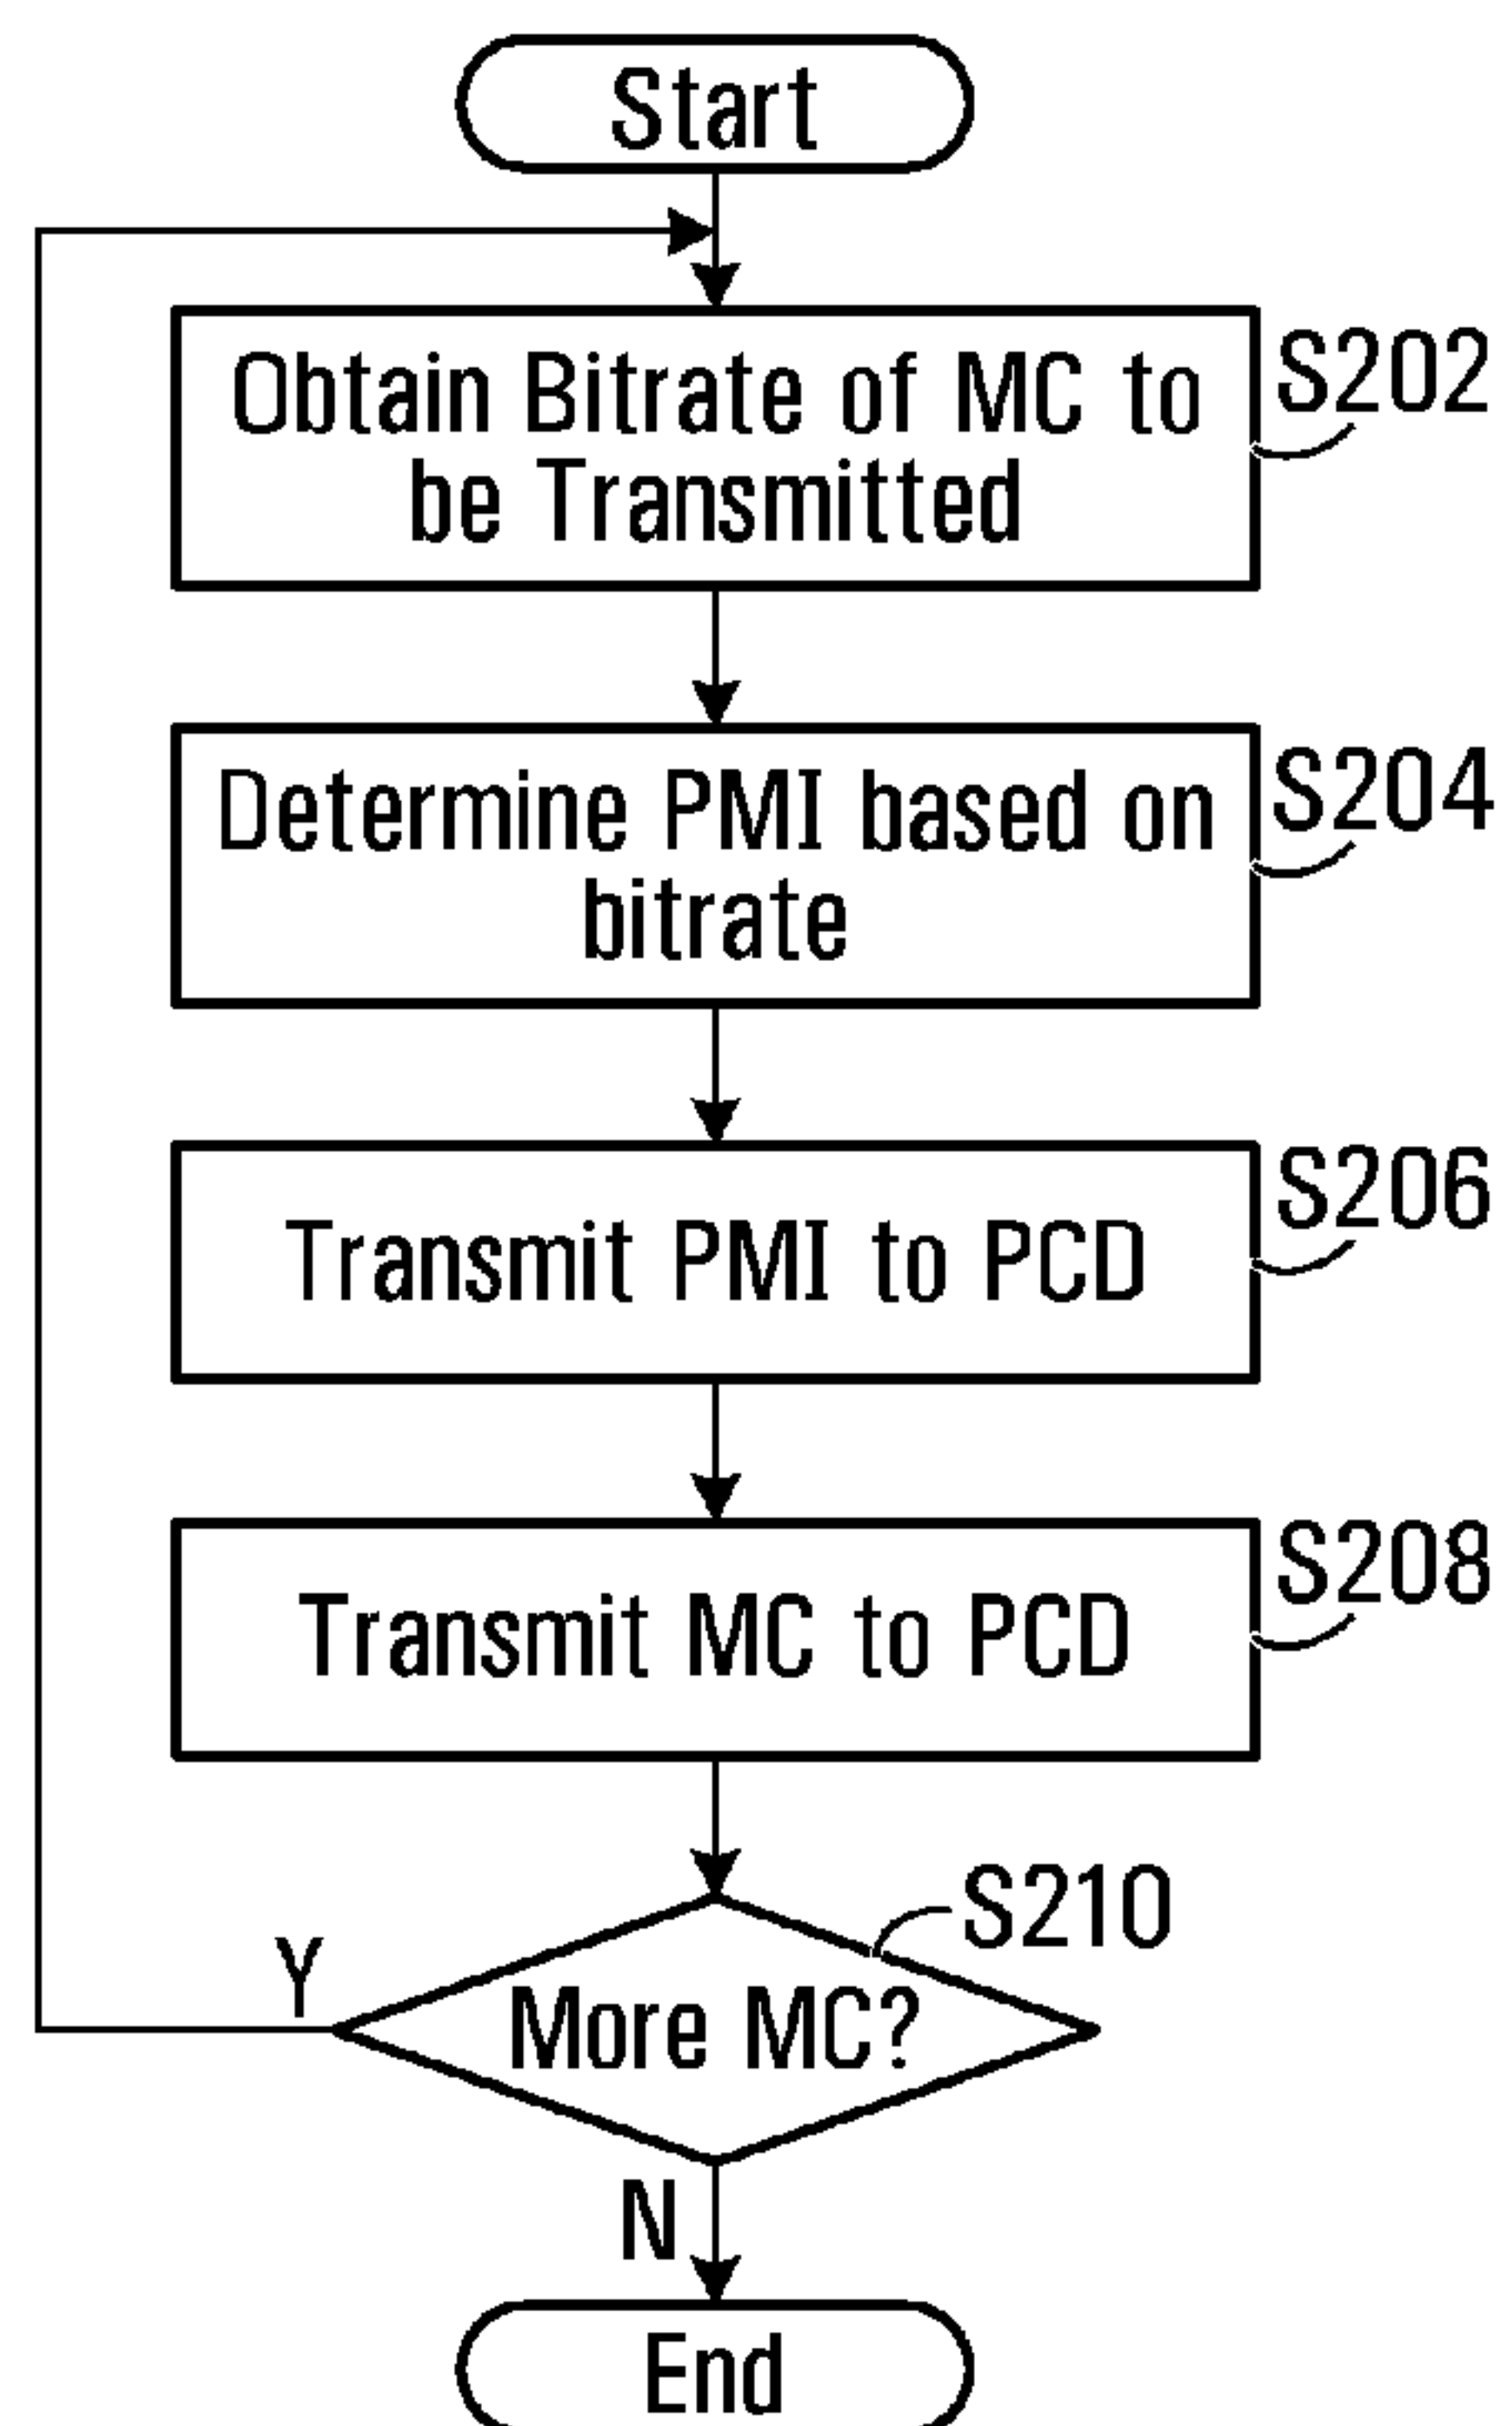 Start
Obtain Bitrate of MC to
be Transmitted
S202
Determine PMI based on
bitrate
S204
Transmit PMI to PCD
S206
Transmit MC to PCD
S208
S210
More MC?
Y
N
End